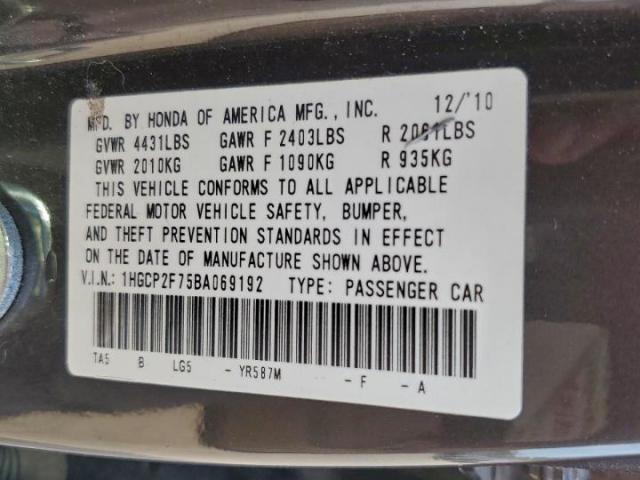 MFD. BY HONDA OF AMERICA MFG., INC. 12/'10
GVWR 4431LBS GAWR F 2403LBS R 2061LBS
GVWR 2010KG GAWR F 1090KG R 935KG
THIS VEHICLE CONFORMS TO ALL APPLICABLE
FEDERAL MOTOR VEHICLE SAFETY, BUMPER,
AND THEFT PREVENTION STANDARDS IN EFFECT
ON THE DATE OF MANUFACTURE SHOWN ABOVE.
V.I.N.: 1HGCP2F75BA069192 TYPE: PASSENGER CAR
TA5 B LG5 - YR587M - F - A